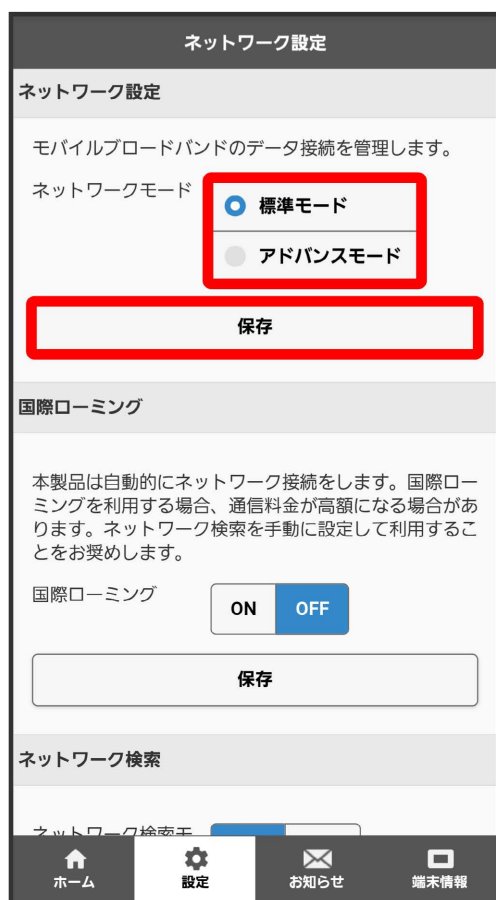 ネットワーク設定
ネットワーク設定
モバイルブロードバンドのデータ接続を管理します。
ネットワークモード
標準モード
アドバンスモード
保存
国際ローミング
本製品は自動的にネットワーク接続をします。国際ロー
ミングを利用する場合、通信料金が高額になる場合があ
ります。ネットワーク検索を手動に設定して利用するこ
とをお奨めします。
国際ローミング
ON OFF
保存
ネットワーク検索
ネットワーク検索モ
ホーム 設定 お知らせ 端末情報